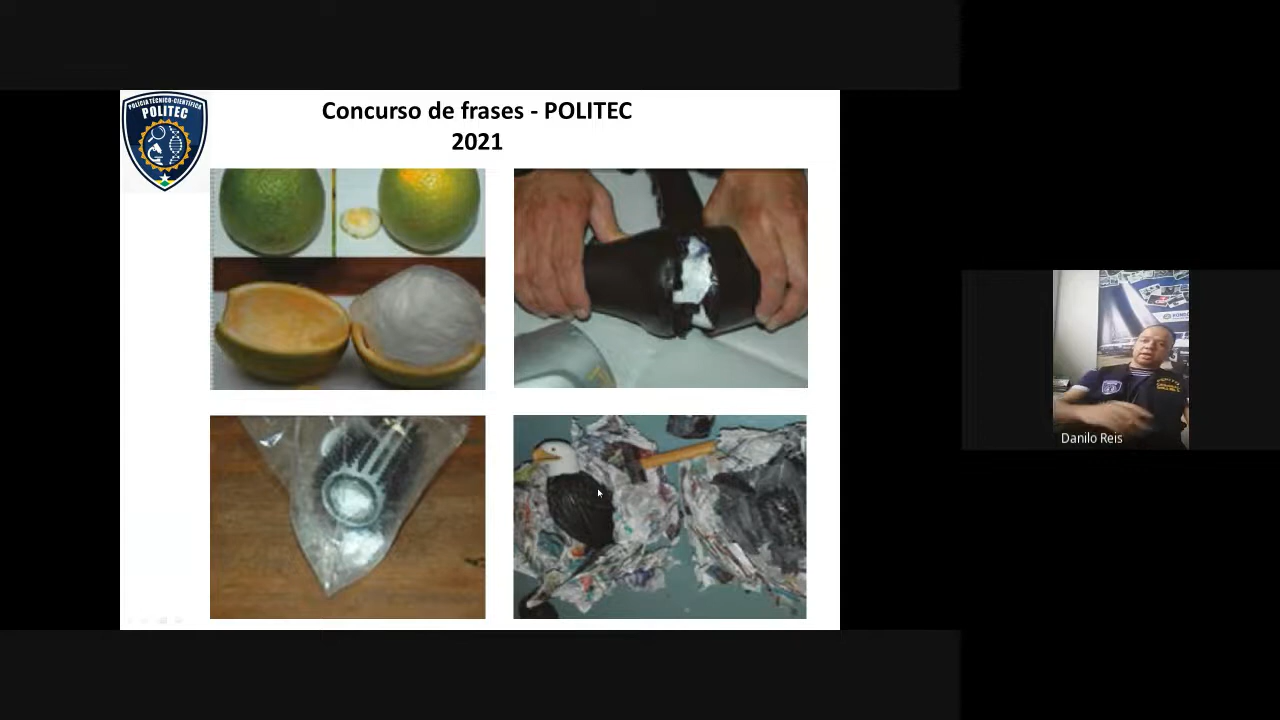 POLÍCIA TÉCNICO-CIENTÍFICA
POLITEC
Concurso de frases - POLITEC
2021
Danilo Reis